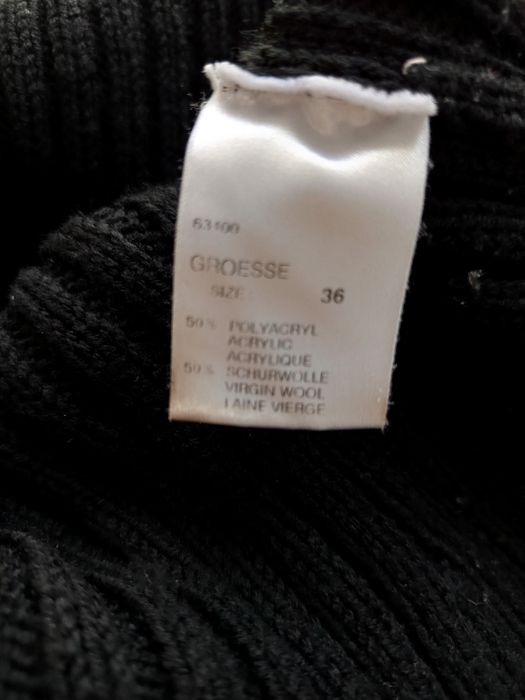 63100
GROESSE
SIZE 36
50% POLYACRYL
ACRYLIC
ACRYLIQUE
50% SCHURWOLLE
VIRGIN WOOL
LAINE VIERGE